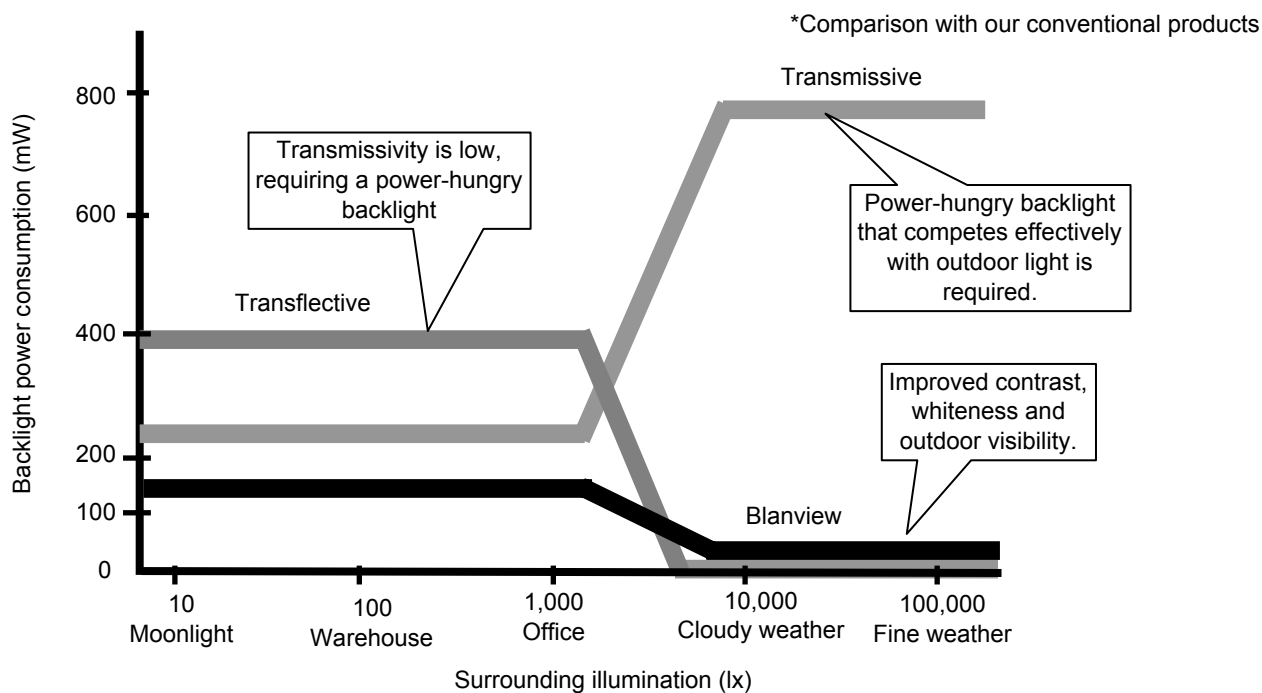 *Comparison with our conventional products
Transmissive
800
Transmissivity is low,
requiring a power-hungry
backlight
600
Power-hungry backlight
that competes effectively
with outdoor light is
required.
Backlight power consumption (mW)
Transflective
400
Improved contrast,
whiteness and
outdoor visibility.
200
100
Blanview
0
10
100
1,000
10,000
100,000
Moonlight
Warehouse
Office
Cloudy weather
Fine weather
Surrounding illumination (lx)